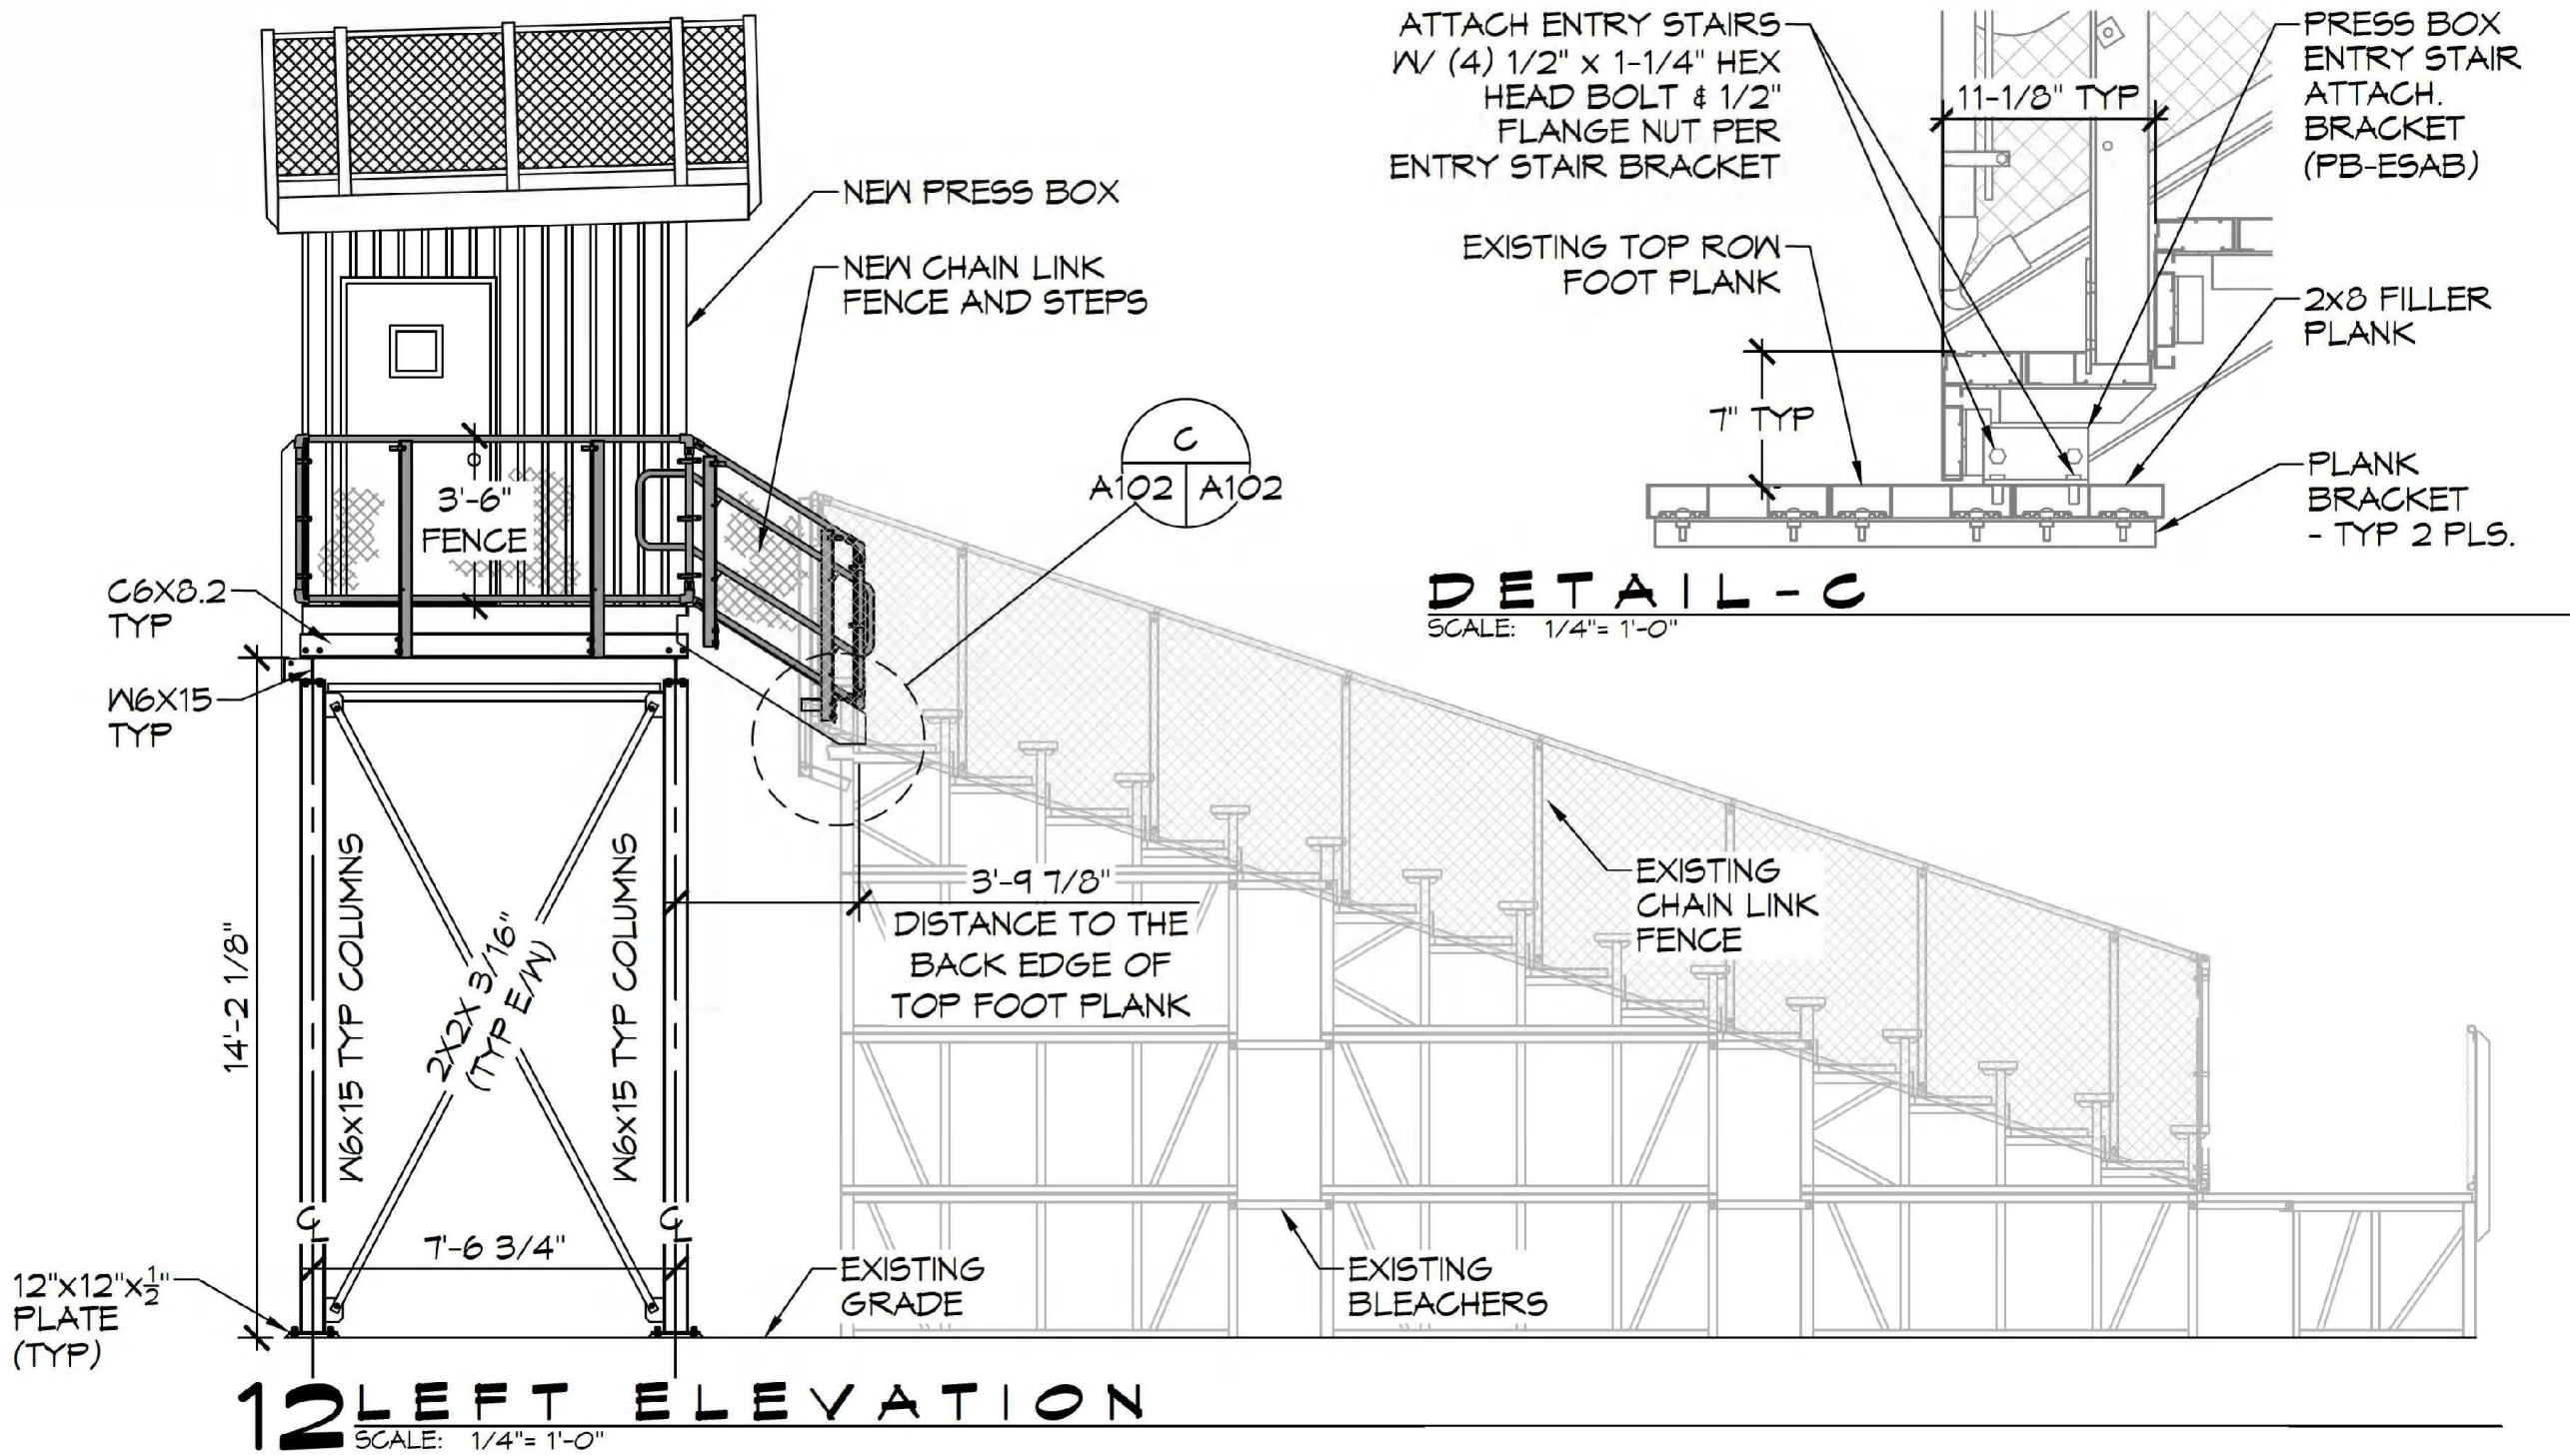 NEW PRESS BOX
NEW CHAIN LINK
FENCE AND STEPS
3'-6"
FENCE
C6X8.2
TYP
W6X15
TYP
C
A102
A102
14'-2 1/8"
W6x15 TYP COLUMNS
2X2X 3/16"
(TYP E/W)
W6x15 TYP COLUMNS
3'-9 7/8"
DISTANCE TO THE
BACK EDGE OF
TOP FOOT PLANK
EXISTING
CHAIN LINK
FENCE
CL
CL
7'-6 3/4"
12"x12"x1/2"
PLATE
(TYP)
EXISTING
GRADE
EXISTING
BLEACHERS
12 LEFT ELEVATION
SCALE: 1/4"= 1'-0"
ATTACH ENTRY STAIRS
W/ (4) 1/2" x 1-1/4" HEX
HEAD BOLT & 1/2"
FLANGE NUT PER
ENTRY STAIR BRACKET
EXISTING TOP ROW
FOOT PLANK
11-1/8" TYP
7" TYP
PRESS BOX
ENTRY STAIR
ATTACH.
BRACKET
(PB-ESAB)
2x8 FILLER
PLANK
PLANK
BRACKET
- TYP 2 PLS.
DETAIL-C
SCALE: 1/4"= 1'-0"